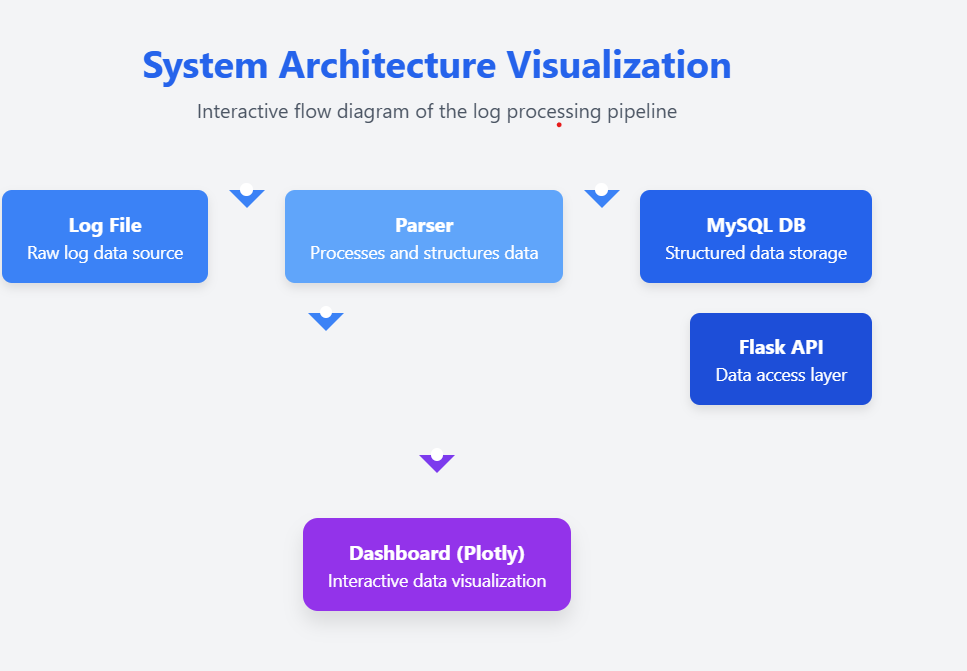 System Architecture Visualization
Interactive flow diagram of the log processing pipeline
Log File
Raw log data source
Parser
Processes and structures data
MySQL DB
Structured data storage
Flask API
Data access layer
Dashboard (Plotly)
Interactive data visualization